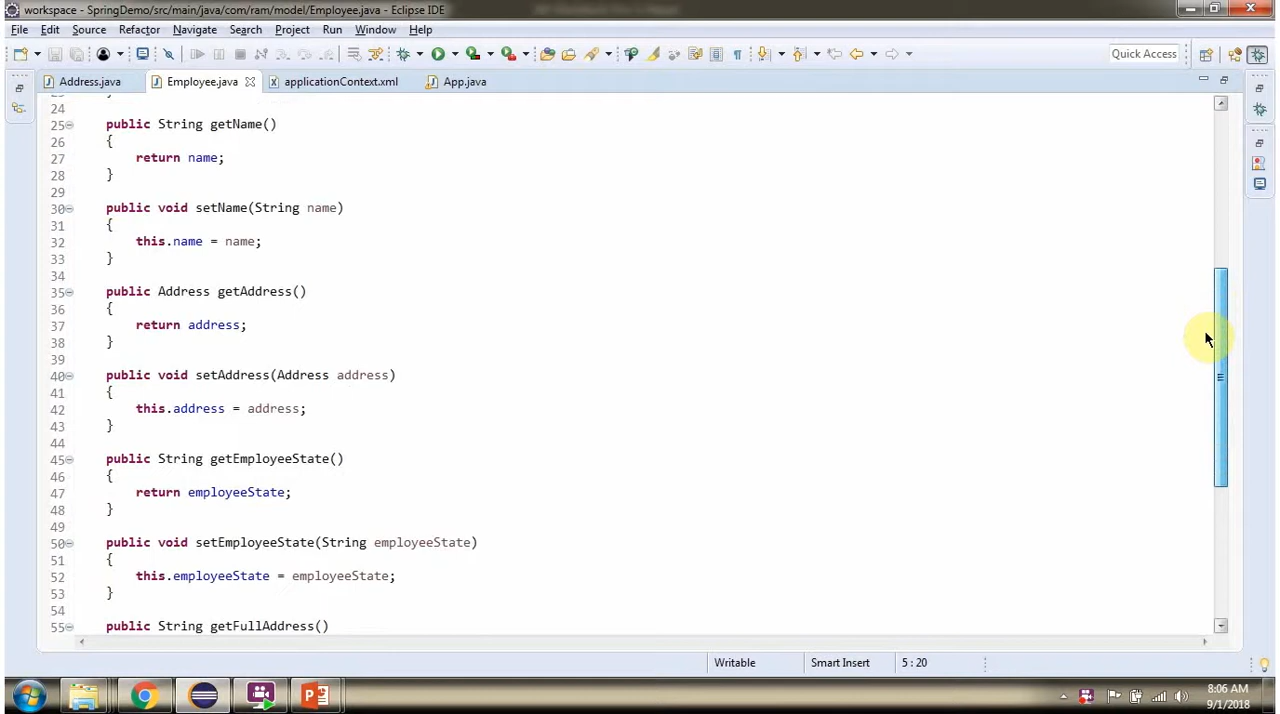 workspace - SpringDemo/src/main/java/com/ram/model/Employee.java - Eclipse IDE
File Edit Source Refactor Navigate Search Project Run Window Help
Quick Access
Address.java Employee.java applicationContext.xml App.java
24
25 public String getName()
26 {
27 return name;
28 }
29
30 public void setName(String name)
31 {
32 this.name = name;
33 }
34
35 public Address getAddress()
36 {
37 return address;
38 }
39
40 public void setAddress(Address address)
41 {
42 this.address = address;
43 }
44
45 public String getEmployeeState()
46 {
47 return employeeState;
48 }
49
50 public void setEmployeeState(String employeeState)
51 {
52 this.employeeState = employeeState;
53 }
54
55 public String getFullAddress()
Writable Smart Insert 5 : 20
8:06 AM
9/1/2018